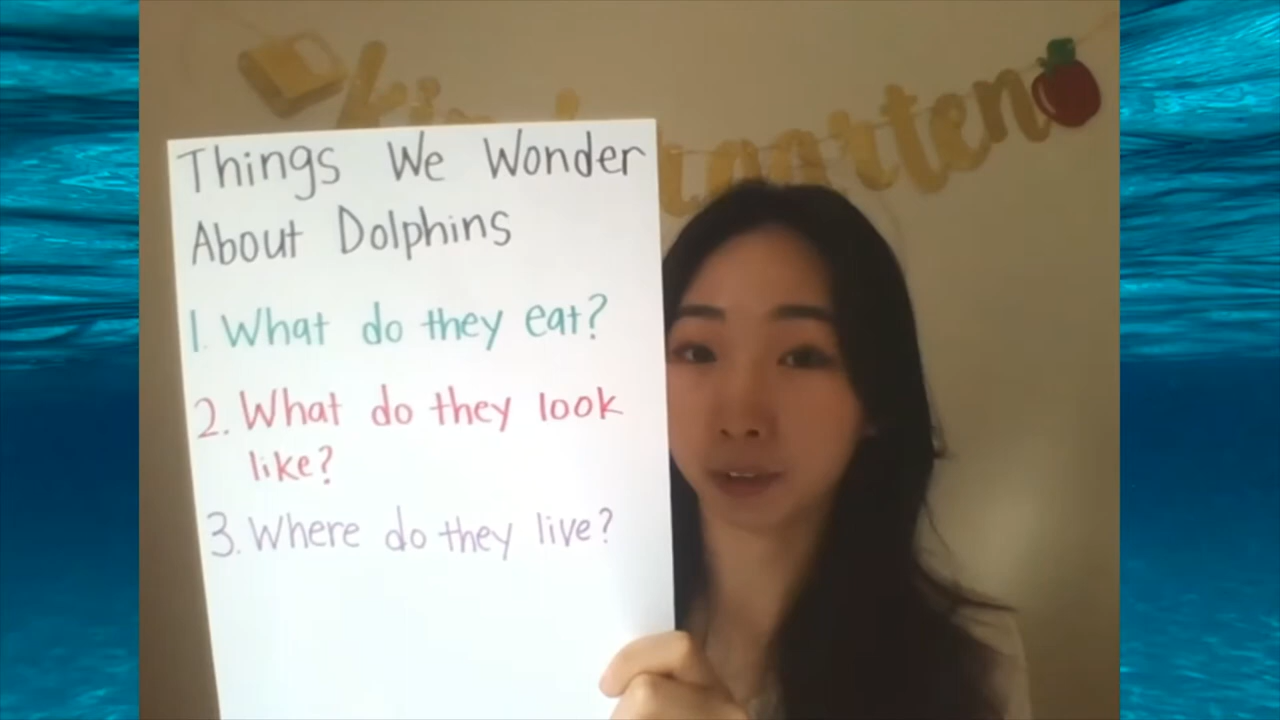 kindergarten
Things We Wonder
About Dolphins
1. What do they eat?
2. What do they look
like?
3. Where do they live?